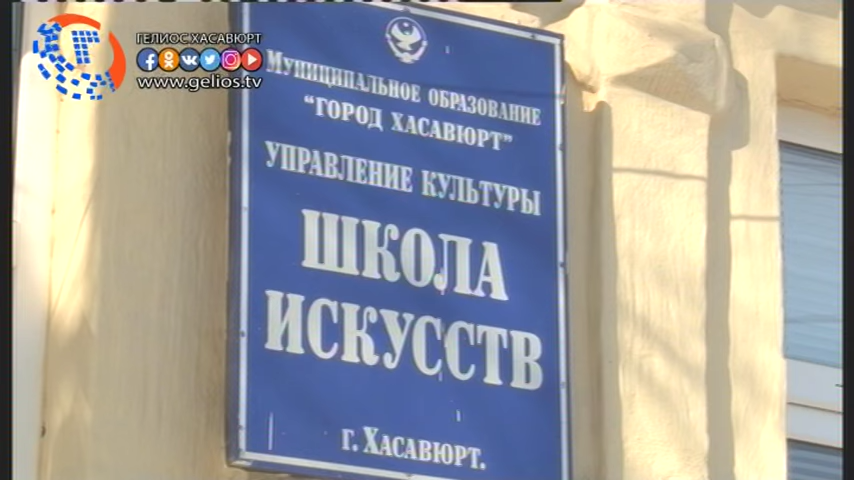 ГЕЛИОС ХАСАВЮРТ
www.gelios.tv
МУНИЦИПАЛЬНОЕ ОБРАЗОВАНИЕ
"ГОРОД ХАСАВЮРТ"
УПРАВЛЕНИЕ КУЛЬТУРЫ
ШКОЛА
ИСКУССТВ
г. ХАСАВЮРТ.